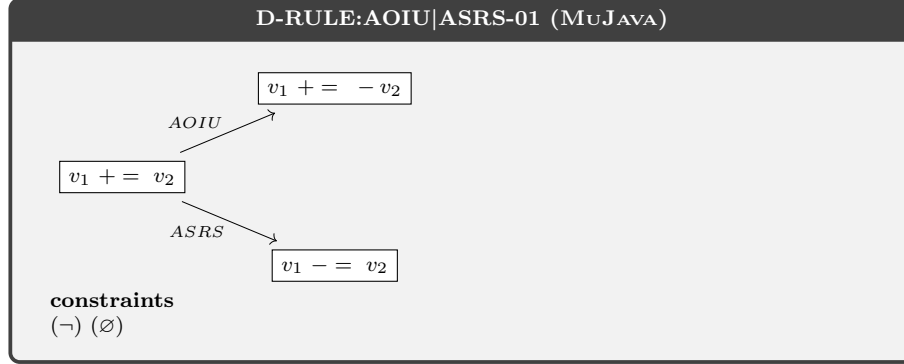 D-RULE:AOIU|ASRS-01 (MuJava)
v₁ += −v₂
AOIU
v₁ += v₂
ASRS
v₁ −= v₂
constraints
(¬) (∅)